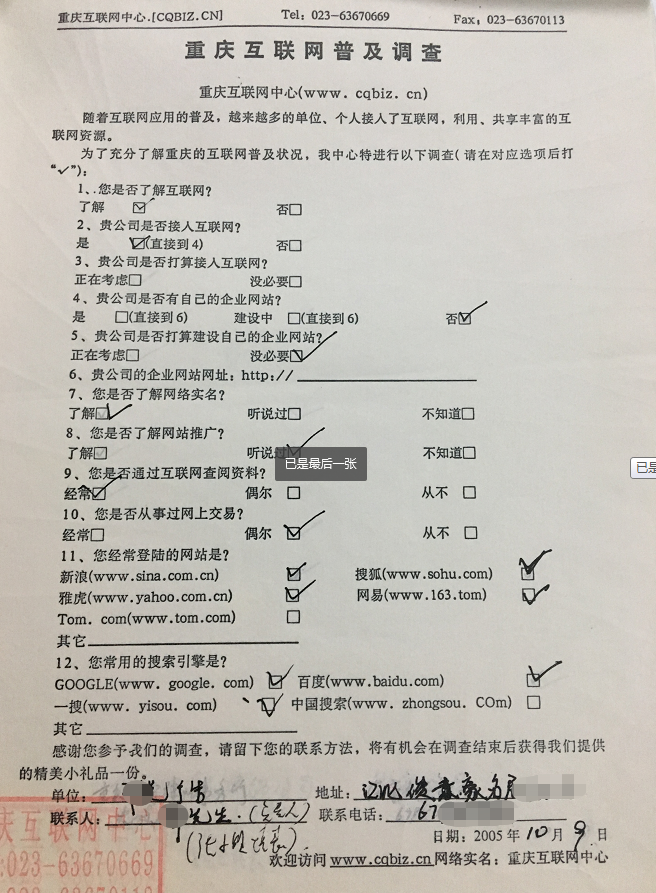 重庆互联网中心.[CQBIZ.CN] Tel: 023-63670669 Fax: 023-63670113
重庆互联网普及调查
重庆互联网中心(www.cqbiz.cn)
随着互联网应用的普及，越来越多的单位、个人接入了互联网，利用、共享丰富的互
联网资源。
为了充分了解重庆的互联网普及状况，我中心特进行以下调查(请在对应选项后打
“✓”):
1、.您是否了解互联网?
了解 ☑ 否□
2、贵公司是否接入互联网?
是 ☑(直接到4) 否□
3、贵公司是否打算接入互联网?
正在考虑□ 没必要□
4、贵公司是否有自己的企业网站?
是 □(直接到6) 建设中 □(直接到6) 否☑
5、贵公司是否打算建设自己的企业网站?
正在考虑□ 没必要☑
6、贵公司的企业网站网址: http://
7、您是否了解网络实名?
了解☑ 听说过□ 不知道□
8、您是否了解网站推广?
了解□ 听说过☑ 不知道□
已是最后一张
已是
9、您是否通过互联网查阅资料?
经常☑ 偶尔 □ 从不 □
10、您是否从事过网上交易?
经常□ 偶尔 ☑ 从不 □
11、您经常登陆的网站是?
新浪(www.sina.com.cn) ☑ 搜狐(www.sohu.com) ☑
雅虎(www.yahoo.com.cn) ☑ 网易(www.163.tom) ☑
Tom. com(www.tom.com) □
其它
12、您常用的搜索引擎是?
GOOGLE(www. google. com) ☑ 百度(www.baidu.com) ☑
一搜(www. yisou. com) ☑ 中国搜索(www. zhongsou. COm) □
其它
感谢您参予我们的调查，请留下您的联系方法，将有机会在调查结束后获得我们提供
的精美小礼品一份。
单位: 地址: 江北
联系人: 先生. 联系电话: 67
日期: 2005年10月9日
欢迎访问 www.cqbiz.cn 网络实名: 重庆互联网中心
庆互联网中心
:023-63670669
:023-63670113